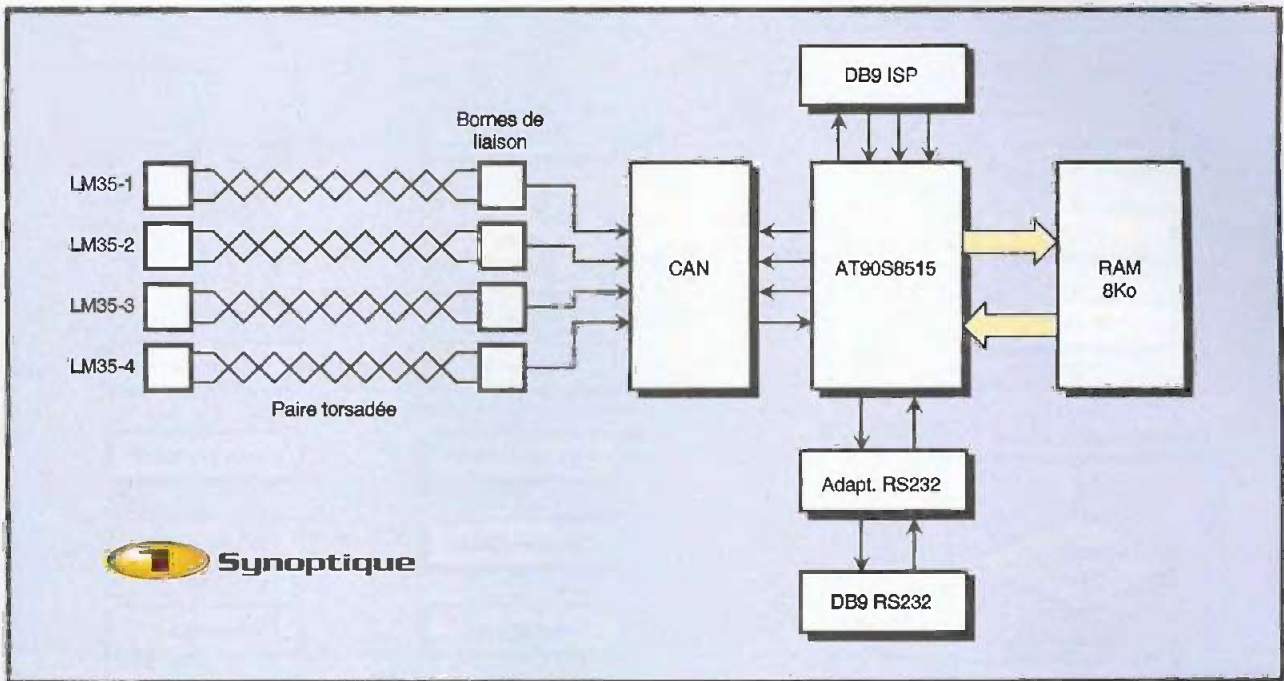 DB9 ISP
Bornes de
liaison
LM35-1
LM35-2
LM35-3
LM35-4
Paire torsadée
CAN
AT90S8515
RAM
8Ko
Adapt. RS232
DB9 RS232
1 Synoptique